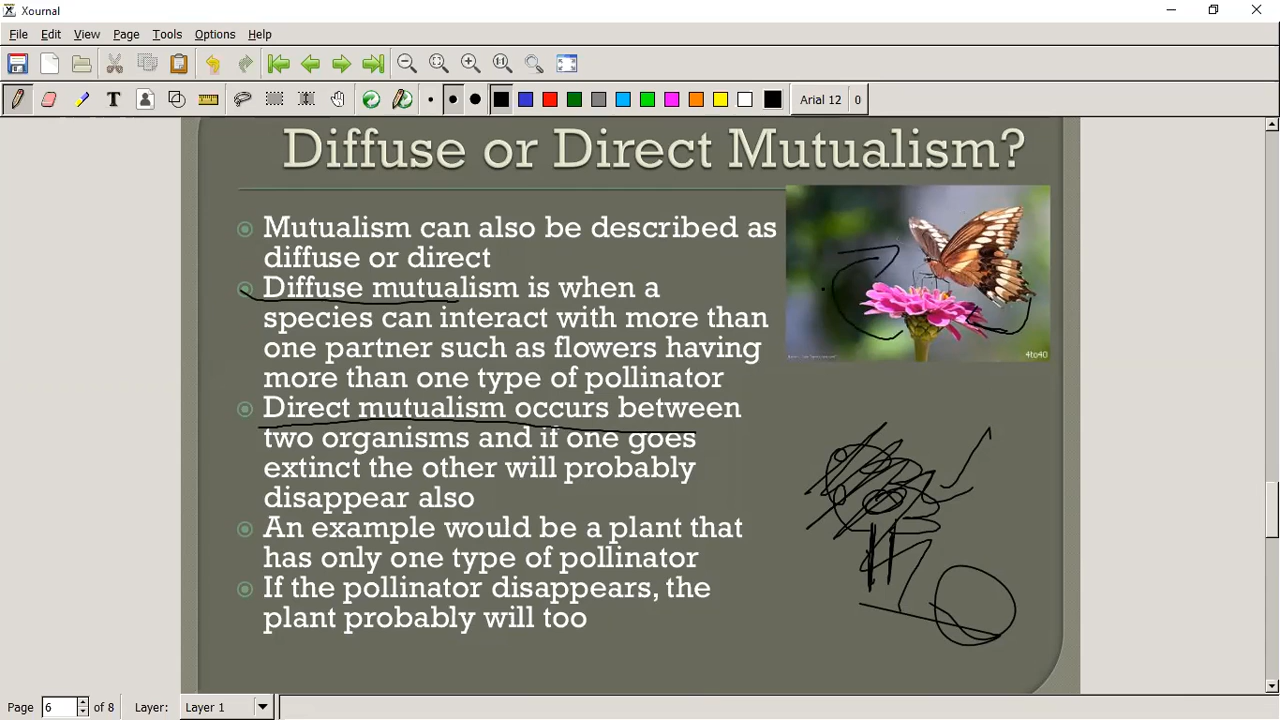 Xournal
File Edit View Page Tools Options Help
Arial 12 0
Diffuse or Direct Mutualism?
Mutualism can also be described as
diffuse or direct
Diffuse mutualism is when a
species can interact with more than
one partner such as flowers having
more than one type of pollinator
Direct mutualism occurs between
two organisms and if one goes
extinct the other will probably
disappear also
An example would be a plant that
has only one type of pollinator
If the pollinator disappears, the
plant probably will too
4to40
Page 6 of 8 Layer: Layer 1